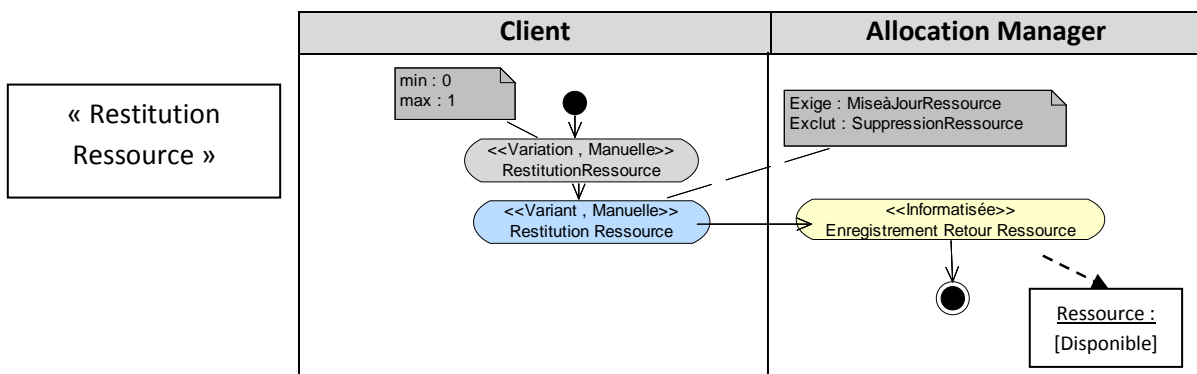 Client
Allocation Manager
« Restitution
Ressource »
min : 0
max : 1
Exige : MiseàJourRessource
Exclut : SuppressionRessource
<<Variation , Manuelle>>
RestitutionRessource
<<Variant , Manuelle>>
Restitution Ressource
<<Informatisée>>
Enregistrement Retour Ressource
Ressource :
[Disponible]